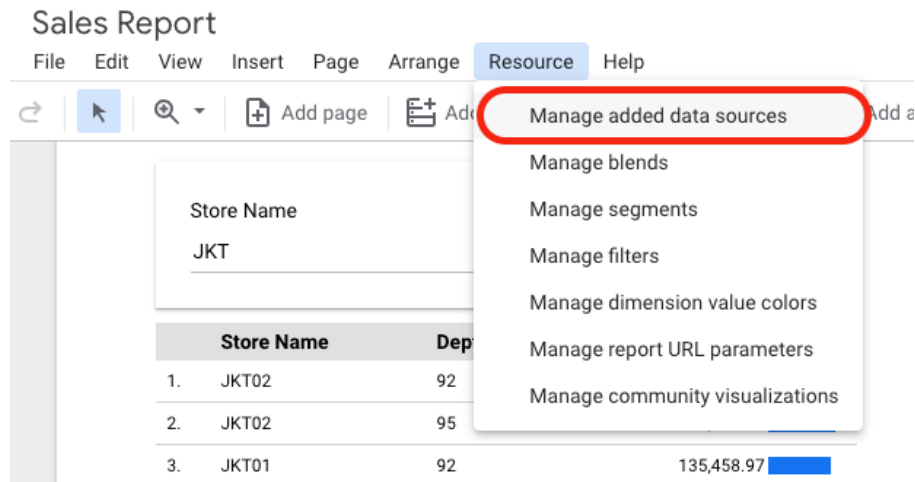 Sales Report
File Edit View Insert Page Arrange Resource Help
Add page
Manage added data sources
Manage blends
Manage segments
Manage filters
Manage dimension value colors
Manage report URL parameters
Manage community visualizations
Store Name
JKT
Store Name
1. JKT02 92
2. JKT02 95
3. JKT01 92 135,458.97